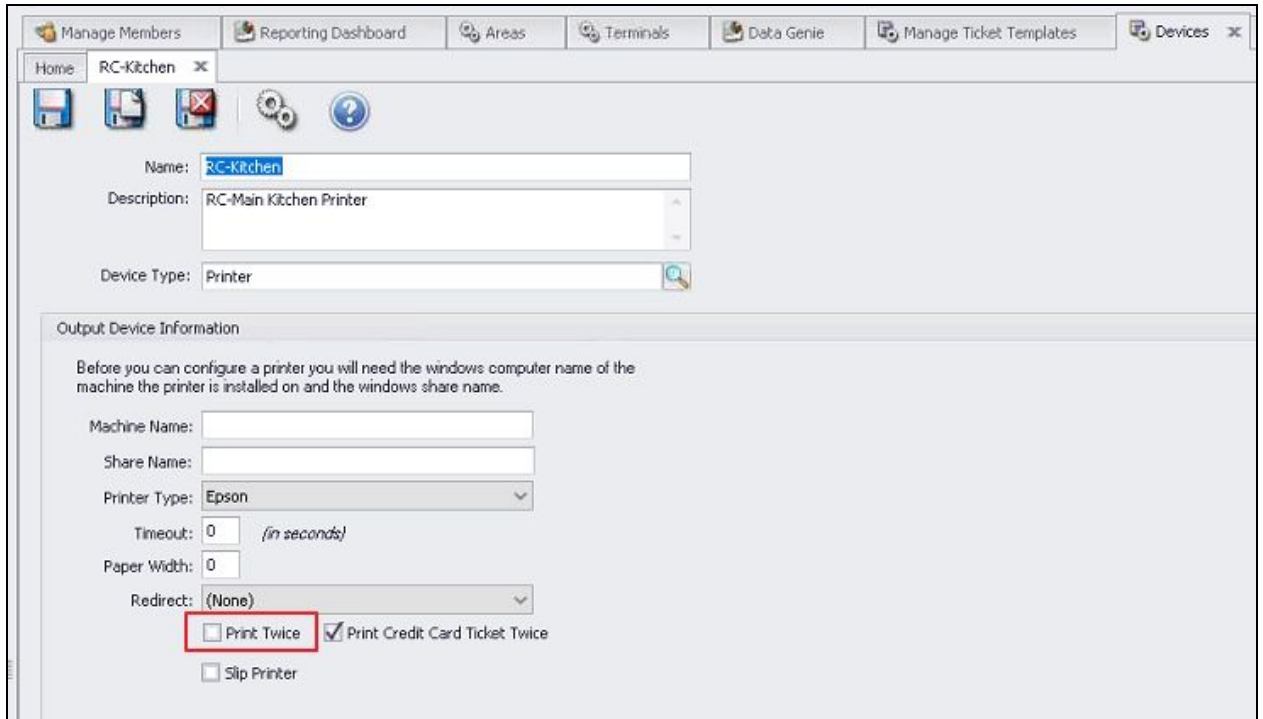 Manage Members Reporting Dashboard Areas Terminals Data Genie Manage Ticket Templates Devices
Home RC-Kitchen
Name: RC-Kitchen
Description: RC-Main Kitchen Printer
Device Type: Printer
Output Device Information
Before you can configure a printer you will need the windows computer name of the
machine the printer is installed on and the windows share name.
Machine Name:
Share Name:
Printer Type: Epson
Timeout: 0 (in seconds)
Paper Width: 0
Redirect: (None)
Print Twice Print Credit Card Ticket Twice
Slip Printer